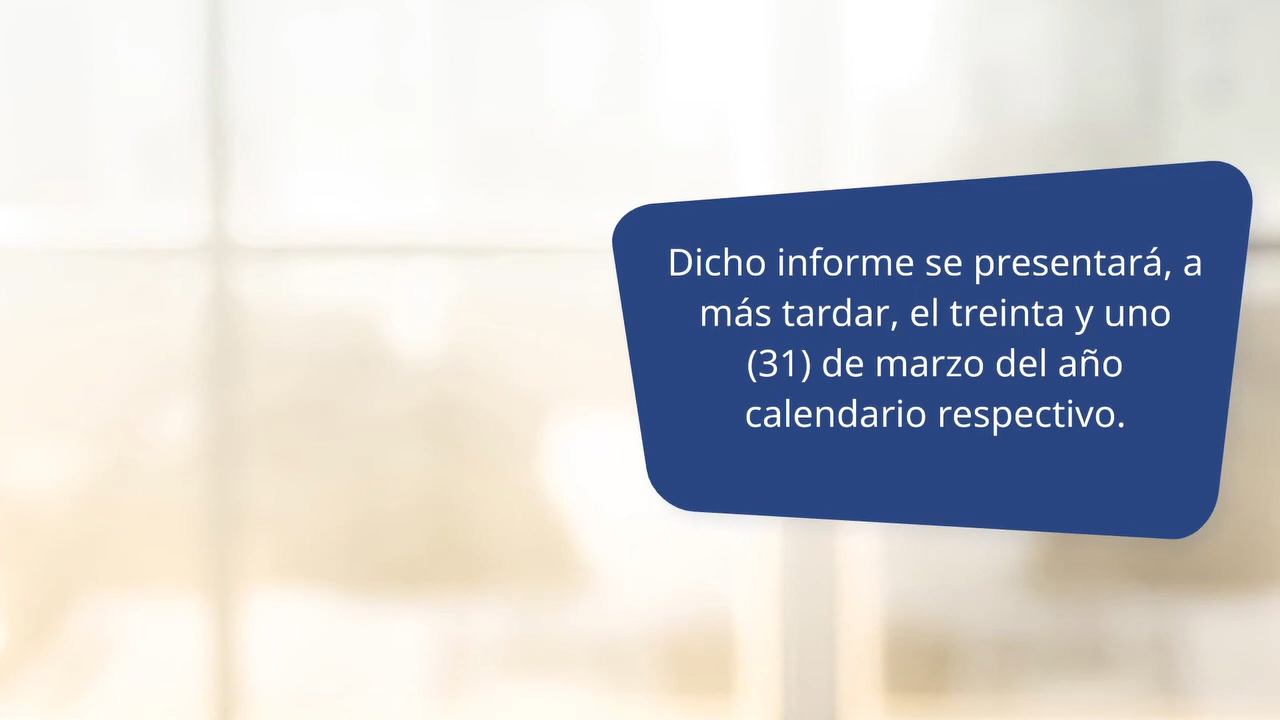 Dicho informe se presentará, a
más tardar, el treinta y uno
(31) de marzo del año
calendario respectivo.